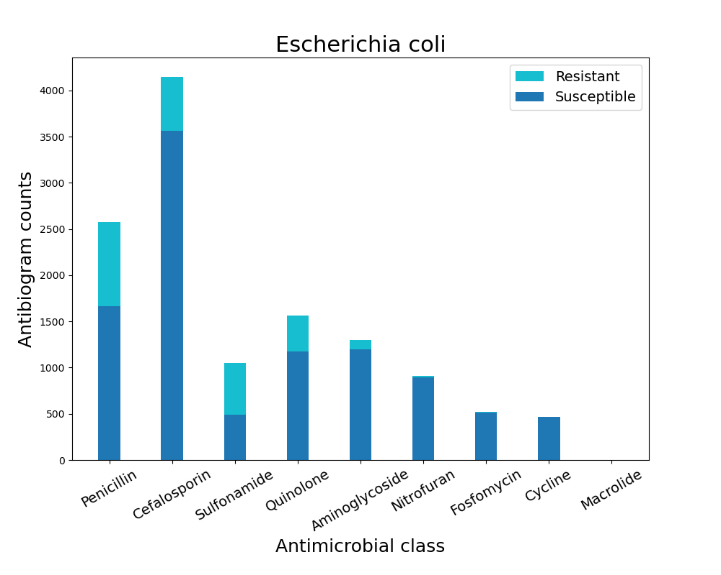 Escherichia coli
Resistant
Susceptible
4000
3500
3000
2500
2000
1500
1000
500
0
Antibiogram counts
Penicillin
Cefalosporin
Sulfonamide
Quinolone
Aminoglycoside
Nitrofuran
Fosfomycin
Cycline
Macrolide
Antimicrobial class